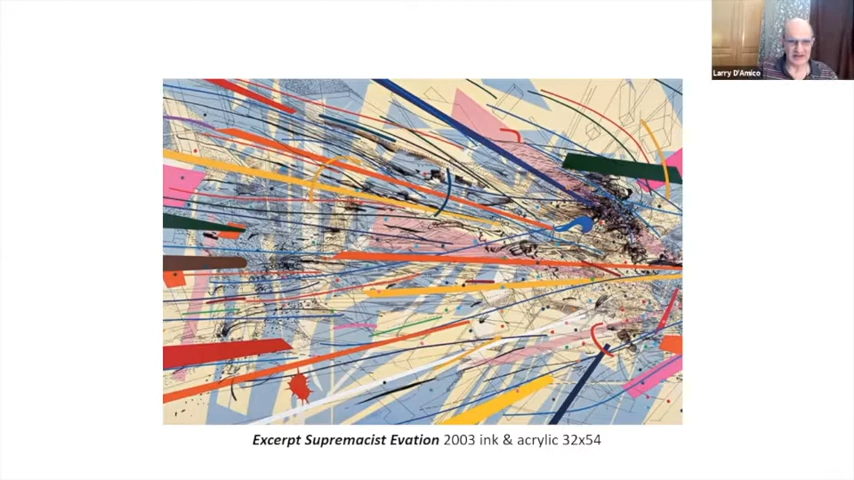 Larry D'Amico
Excerpt Supremacist Evation 2003 ink & acrylic 32x54